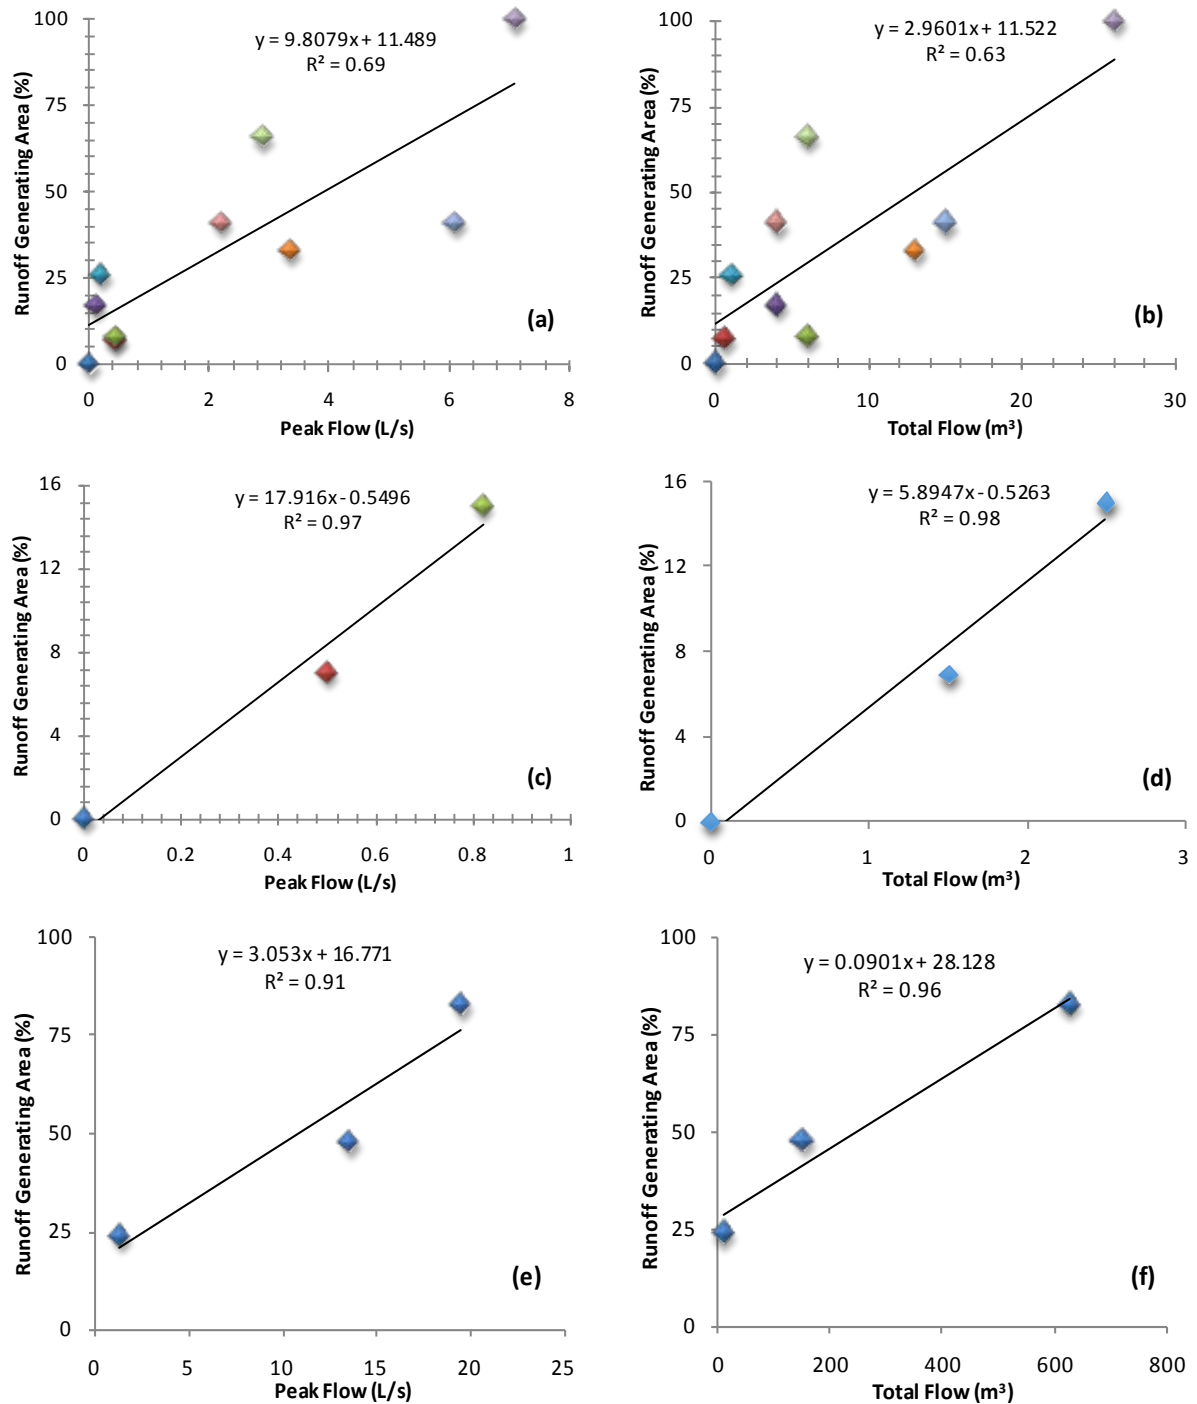 100
75
50
25
0
Runoff Generating Area (%)
y = 9.8079x + 11.489
R² = 0.69
(a)
0 2 4 6 8
Peak Flow (L/s)
100
75
50
25
0
Runoff Generating Area (%)
y = 2.9601x + 11.522
R² = 0.63
(b)
0 10 20 30
Total Flow (m³)
16
12
8
4
0
Runoff Generating Area (%)
y = 17.916x - 0.5496
R² = 0.97
(c)
0 0.2 0.4 0.6 0.8 1
Peak Flow (L/s)
16
12
8
4
0
Runoff Generating Area (%)
y = 5.8947x - 0.5263
R² = 0.98
(d)
0 1 2 3
Total Flow (m³)
100
75
50
25
0
Runoff Generating Area (%)
y = 3.053x + 16.771
R² = 0.91
(e)
0 5 10 15 20 25
Peak Flow (L/s)
100
75
50
25
0
Runoff Generating Area (%)
y = 0.0901x + 28.128
R² = 0.96
(f)
0 200 400 600 800
Total Flow (m³)